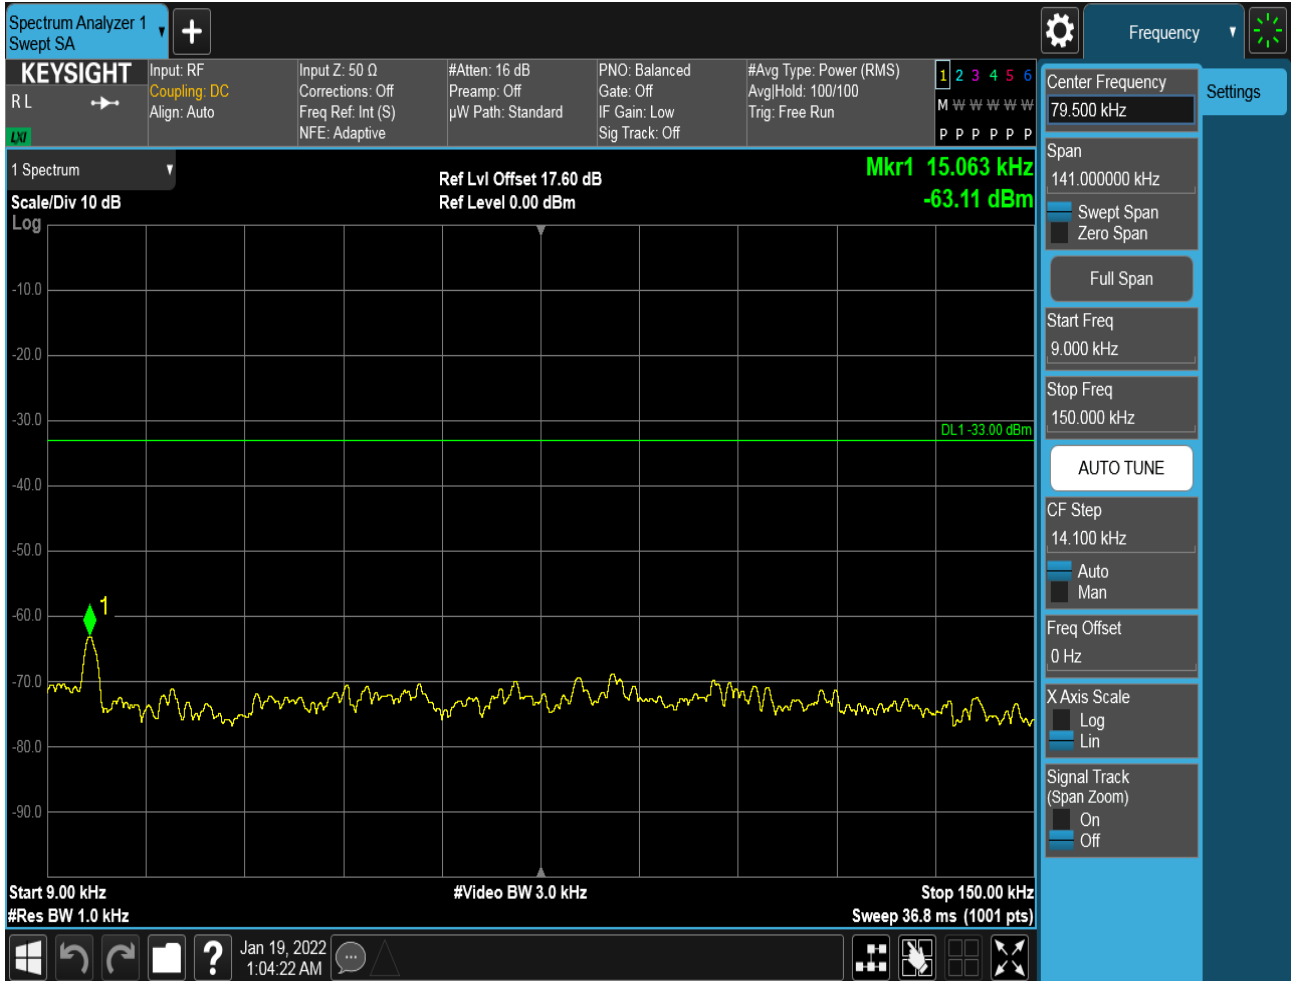 Spectrum Analyzer 1
Swept SA
Frequency
KEYSIGHT
R L
LXI
Input: RF
Coupling: DC
Align: Auto
Input Z: 50 Ω
Corrections: Off
Freq Ref: Int (S)
NFE: Adaptive
#Atten: 16 dB
Preamp: Off
µW Path: Standard
PNO: Balanced
Gate: Off
IF Gain: Low
Sig Track: Off
#Avg Type: Power (RMS)
Avg|Hold: 100/100
Trig: Free Run
1 2 3 4 5 6
M W W W W W
P P P P P P
1 Spectrum
Scale/Div 10 dB
Log
Ref Lvl Offset 17.60 dB
Ref Level 0.00 dBm
Mkr1 15.063 kHz
-63.11 dBm
-10.0
-20.0
-30.0
DL1 -33.00 dBm
-40.0
-50.0
-60.0
1
-70.0
-80.0
-90.0
Start 9.00 kHz
#Res BW 1.0 kHz
#Video BW 3.0 kHz
Stop 150.00 kHz
Sweep 36.8 ms (1001 pts)
Center Frequency
79.500 kHz
Settings
Span
141.000000 kHz
Swept Span
Zero Span
Full Span
Start Freq
9.000 kHz
Stop Freq
150.000 kHz
AUTO TUNE
CF Step
14.100 kHz
Auto
Man
Freq Offset
0 Hz
X Axis Scale
Log
Lin
Signal Track
(Span Zoom)
On
Off
?
Jan 19, 2022
1:04:22 AM